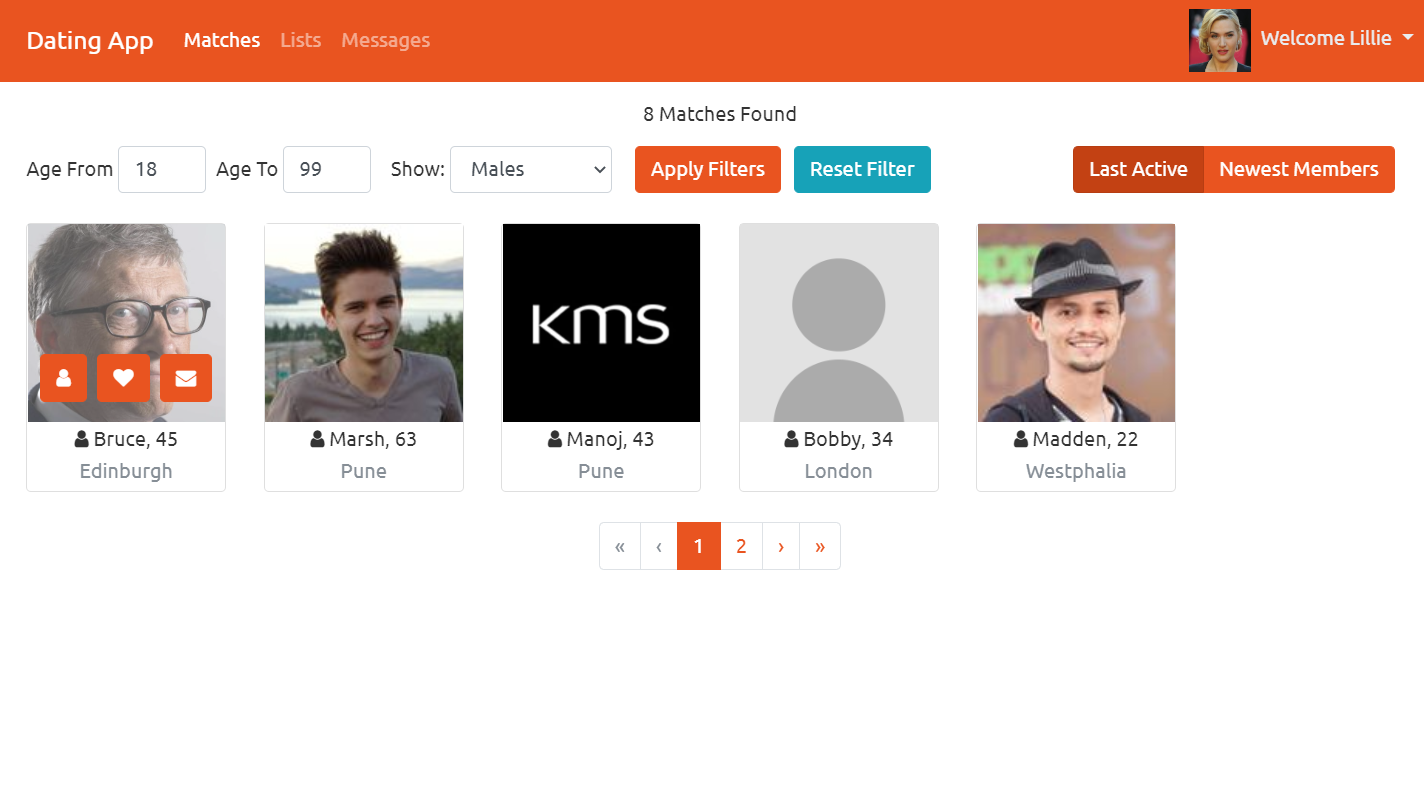 Dating App Matches Lists Messages Welcome Lillie
8 Matches Found
Age From 18 Age To 99 Show: Males Apply Filters Reset Filter Last Active Newest Members
kms
Bruce, 45 Marsh, 63 Manoj, 43 Bobby, 34 Madden, 22
Edinburgh Pune Pune London Westphalia
« ‹ 1 2 › »